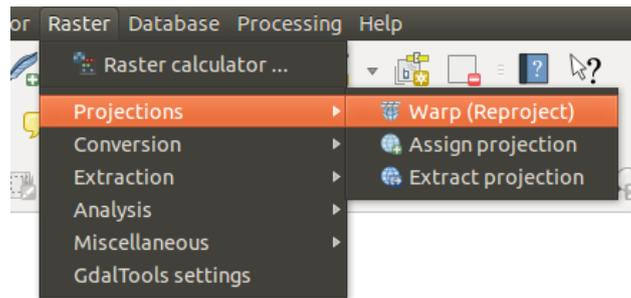 or Raster Database Processing Help
Raster calculator ...
Projections
Warp (Reproject)
Conversion
Assign projection
Extraction
Extract projection
Analysis
Miscellaneous
GdalTools settings